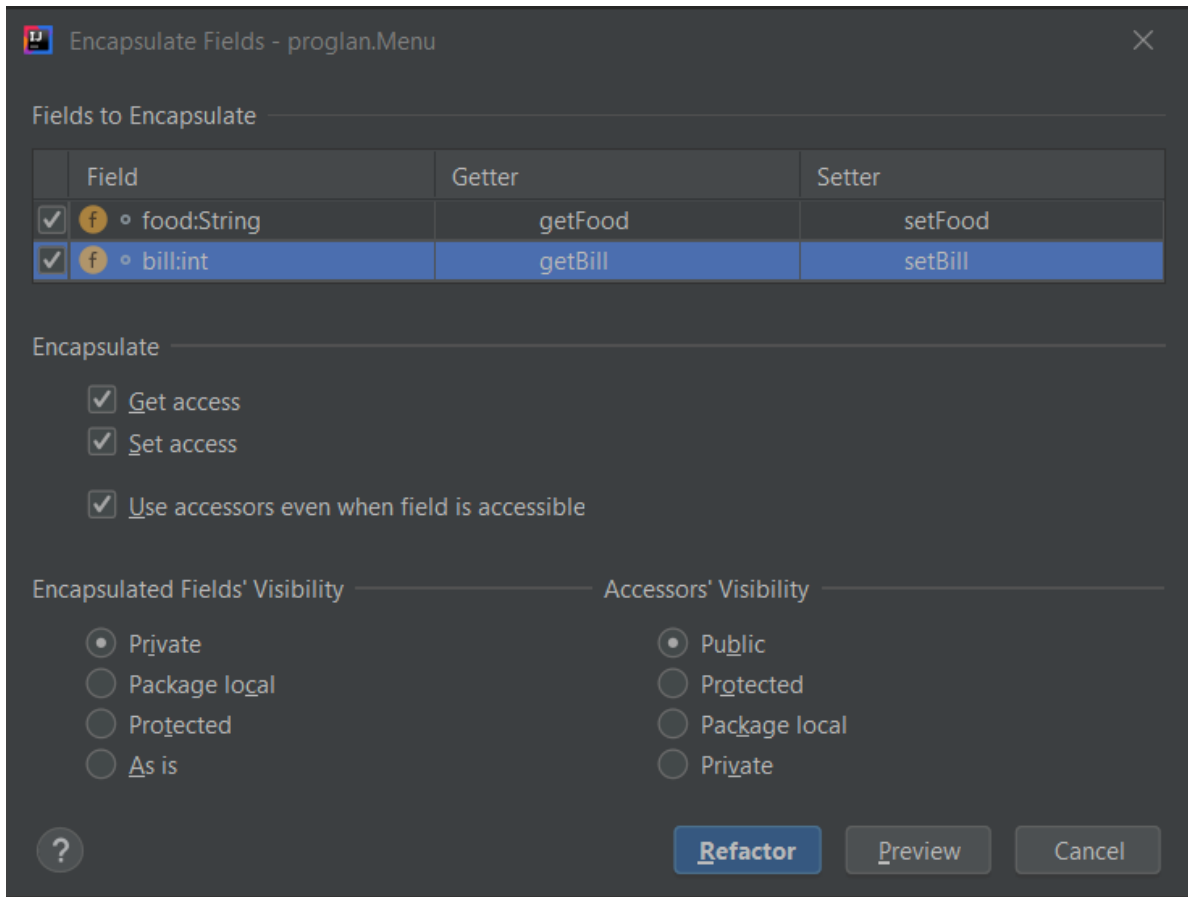 Encapsulate Fields - proglan.Menu
Fields to Encapsulate
Field Getter Setter
f food:String getFood setFood
f bill:int getBill setBill
Encapsulate
Get access
Set access
Use accessors even when field is accessible
Encapsulated Fields' Visibility Accessors' Visibility
Private Public
Package local Protected
Protected Package local
As is Private
? Refactor Preview Cancel